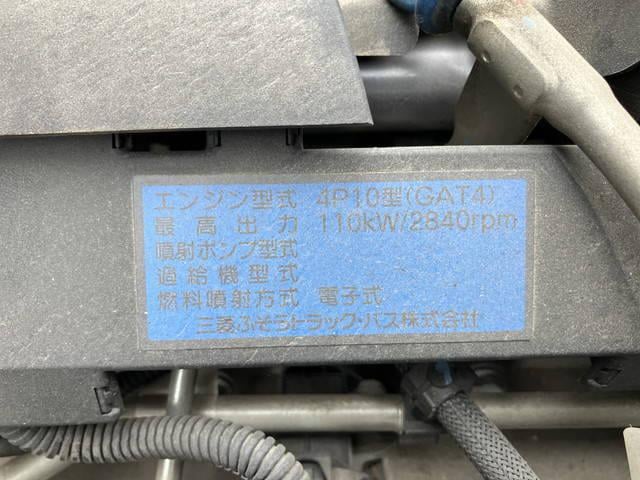 エンジン型式 4P10型(CAT4)
最高出力 110kW/2840rpm
噴射ポンプ型式
過給機型式
燃料噴射方式 電子式
三菱ふそうトラック・バス株式会社